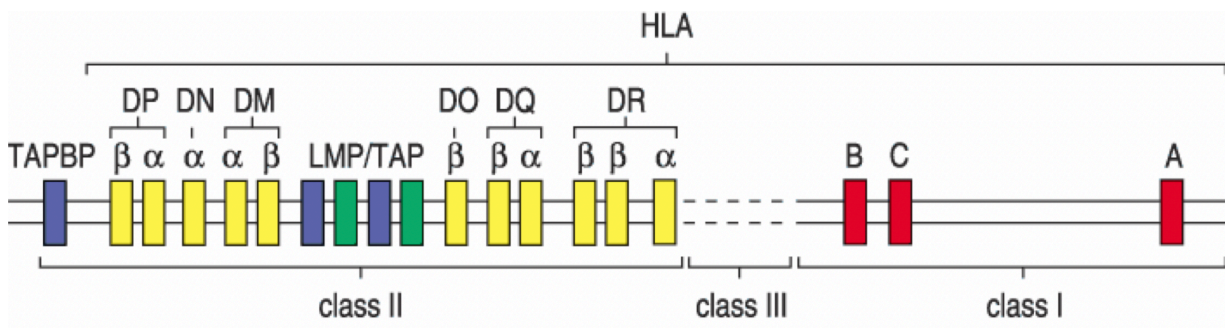 HLA
DP DN DM DO DQ DR
TAPBP β α α α β LMP/TAP β β α β β α B C A
class II class III class I